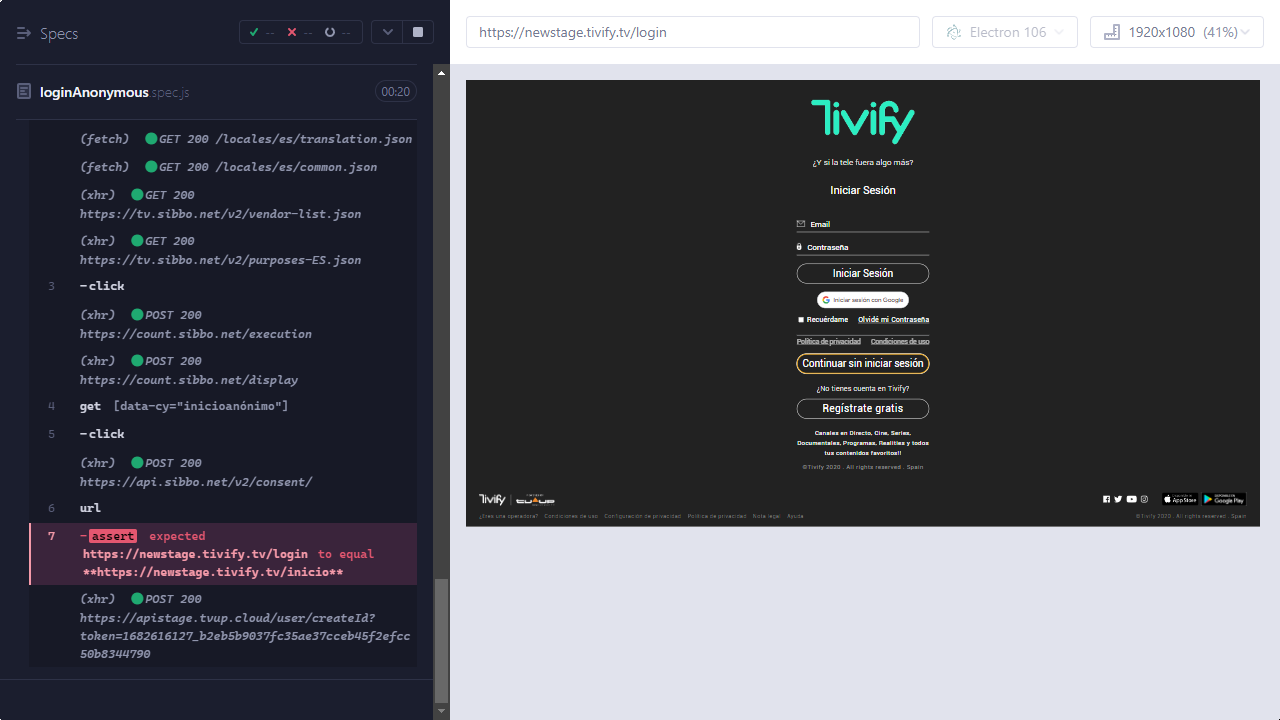 Specs
--
--
--
loginAnonymous.spec.js
00:20
(fetch) GET 200 /locales/es/translation.json
(fetch) GET 200 /locales/es/common.json
(xhr) GET 200
https://tv.sibbo.net/v2/vendor-list.json
(xhr) GET 200
https://tv.sibbo.net/v2/purposes-ES.json
3 -click
(xhr) POST 200
https://count.sibbo.net/execution
(xhr) POST 200
https://count.sibbo.net/display
4 get [data-cy="inicioanónimo"]
5 -click
(xhr) POST 200
https://api.sibbo.net/v2/consent/
6 url
7 -assert expected
https://newstage.tivify.tv/login to equal
**https://newstage.tivify.tv/inicio**
(xhr) POST 200
https://apistage.tvup.cloud/user/createId?
token=1682616127_b2eb5b9037fc35ae37cceb45f2efcc
50b8344790
https://newstage.tivify.tv/login
Electron 106
1920x1080 (41%)
Tivify
¿Y si la tele fuera algo más?
Iniciar Sesión
Email
Contraseña
Iniciar Sesión
Iniciar sesión con Google
Recuérdame Olvidé mi Contraseña
Política de privacidad Condiciones de uso
Continuar sin iniciar sesión
¿No tienes cuenta en Tivify?
Regístrate gratis
Canales en Directo, Cine, Series,
Documentales, Programas, Realities y todos
tus contenidos favoritos!!
©Tivify 2020 . All rights reserved . Spain
Tivify
App Store
Google Play
¿Eres una operadora? Condiciones de uso Configuración de privacidad Política de privacidad Nota legal Ayuda
©Tivify 2020 . All rights reserved . Spain